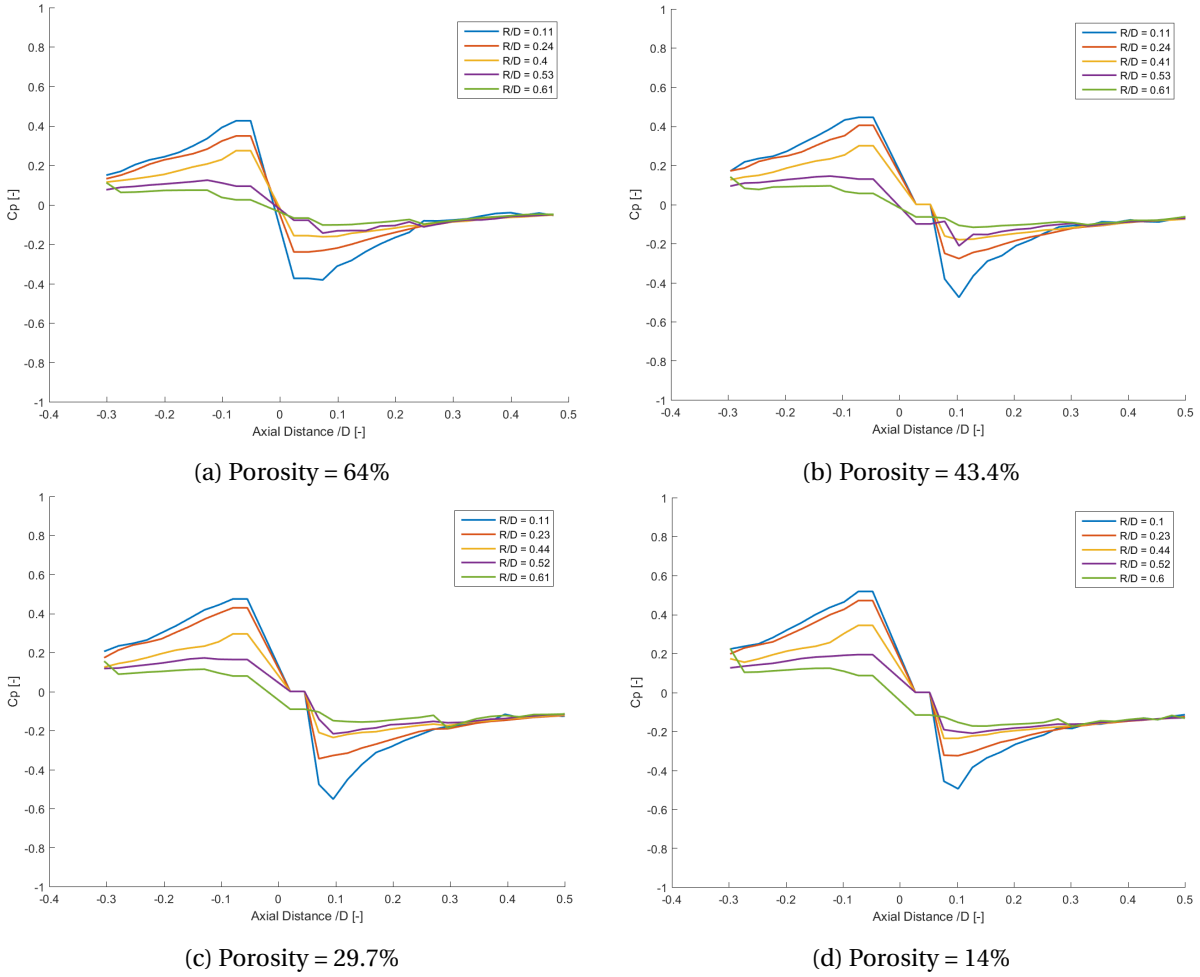 R/D = 0.11
R/D = 0.24
R/D = 0.4
R/D = 0.53
R/D = 0.61
1
0.8
0.6
0.4
0.2
0
-0.2
-0.4
-0.6
-0.8
-1
Cp [-]
-0.4 -0.3 -0.2 -0.1 0 0.1 0.2 0.3 0.4 0.5
Axial Distance /D [-]
(a) Porosity = 64%
R/D = 0.11
R/D = 0.24
R/D = 0.41
R/D = 0.53
R/D = 0.61
1
0.8
0.6
0.4
0.2
0
-0.2
-0.4
-0.6
-0.8
-1
Cp [-]
-0.4 -0.3 -0.2 -0.1 0 0.1 0.2 0.3 0.4 0.5
Axial Distance /D [-]
(b) Porosity = 43.4%
R/D = 0.11
R/D = 0.23
R/D = 0.44
R/D = 0.52
R/D = 0.61
1
0.8
0.6
0.4
0.2
0
-0.2
-0.4
-0.6
-0.8
-1
Cp [-]
-0.4 -0.3 -0.2 -0.1 0 0.1 0.2 0.3 0.4 0.5
Axial Distance /D [-]
(c) Porosity = 29.7%
R/D = 0.1
R/D = 0.23
R/D = 0.44
R/D = 0.52
R/D = 0.6
1
0.8
0.6
0.4
0.2
0
-0.2
-0.4
-0.6
-0.8
-1
Cp [-]
-0.4 -0.3 -0.2 -0.1 0 0.1 0.2 0.3 0.4 0.5
Axial Distance /D [-]
(d) Porosity = 14%